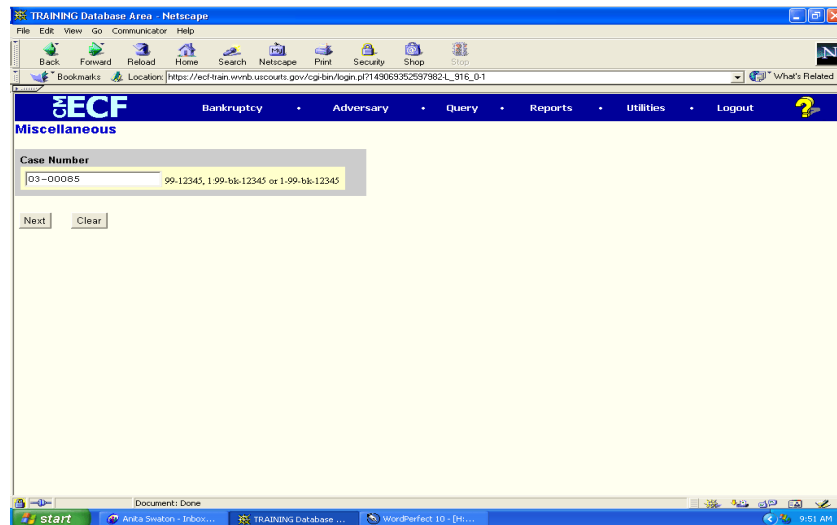 TRAINING Database Area - Netscape
File Edit View Go Communicator Help
Back Forward Reload Home Search Netscape Print Security Shop Stop
Bookmarks Location: https://ecf-train.wvnb.uscourts.gov/cgi-bin/login.pl?149069352597982-L_916_0-1 What's Related
CM ECF Bankruptcy • Adversary • Query • Reports • Utilities • Logout ?
Miscellaneous
Case Number
03-00085 99-12345, 1:99-bk-12345 or 1-99-bk-12345
Next Clear
Document: Done
start Anita Swaton - Inbox... TRAINING Database ... WordPerfect 10 - [H:... 9:51 AM